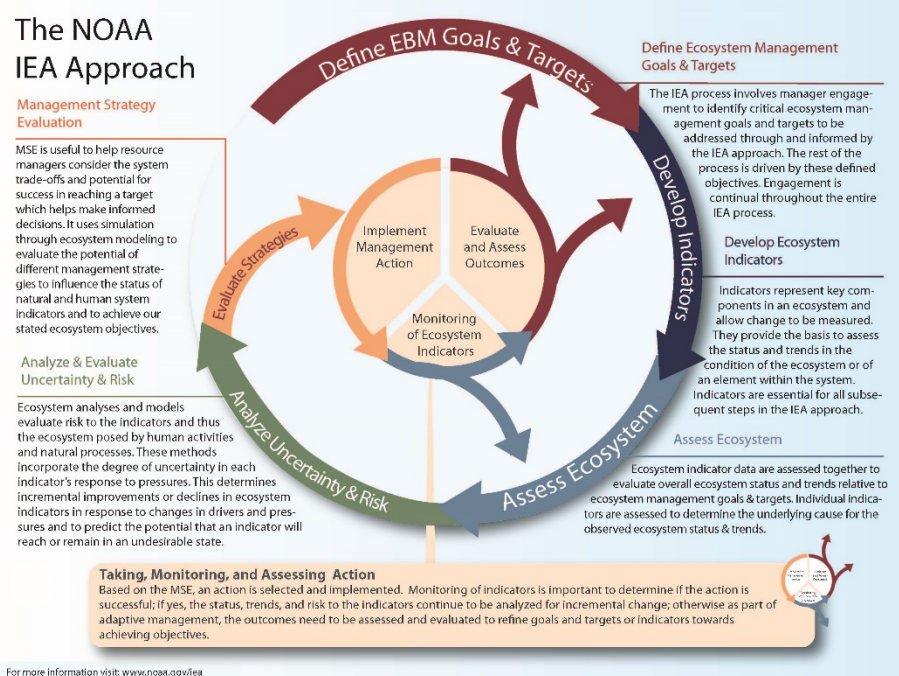 The NOAA
IEA Approach
Management Strategy
Evaluation
MSE is useful to help resource
managers consider the system
trade-offs and potential for
success in reaching a target
which helps make informed
decisions. It uses simulation
through ecosystem modeling to
evaluate the potential of
different management strate-
gies to influence the status of
natural and human system
indicators and to achieve our
stated ecosystem objectives.
Analyze & Evaluate
Uncertainty & Risk
Ecosystem analyses and models
evaluate risk to the indicators and thus
the ecosystem posed by human activities
and natural processes. These methods
incorporate the degree of uncertainty in each
indicator's response to pressures. This determines
incremental improvements or declines in ecosystem
indicators in response to changes in drivers and pres-
sures and to predict the potential that an indicator will
reach or remain in an undesirable state.
Define EBM Goals & Targets
Develop Indicators
Assess Ecosystem
Analyze Uncertainty & Risk
Evaluate Strategies
Implement
Management
Action
Evaluate
and Assess
Outcomes
Monitoring
of Ecosystem
Indicators
Define Ecosystem Management
Goals & Targets
The IEA process involves manager engage-
ment to identify critical ecosystem man-
agement goals and targets to be
addressed through and informed by
the IEA approach. The rest of the
process is driven by these defined
objectives. Engagement is
continual throughout the entire
IEA process.
Develop Ecosystem
Indicators
Indicators represent key com-
ponents in an ecosystem and
allow change to be measured.
They provide the basis to assess
the status and trends in the
condition of the ecosystem or of
an element within the system.
Indicators are essential for all subse-
quent steps in the IEA approach.
Assess Ecosystem
Ecosystem indicator data are assessed together to
evaluate overall ecosystem status and trends relative to
ecosystem management goals & targets. Individual indica-
tors are assessed to determine the underlying cause for the
observed ecosystem status & trends.
Taking, Monitoring, and Assessing Action
Based on the MSE, an action is selected and implemented. Monitoring of indicators is important to determine if the action is
successful; if yes, the status, trends, and risk to the indicators continue to be analyzed for incremental change; otherwise as part of
adaptive management, the outcomes need to be assessed and evaluated to refine goals and targets or indicators towards
achieving objectives.
For more information visit: www.noaa.gov/iea